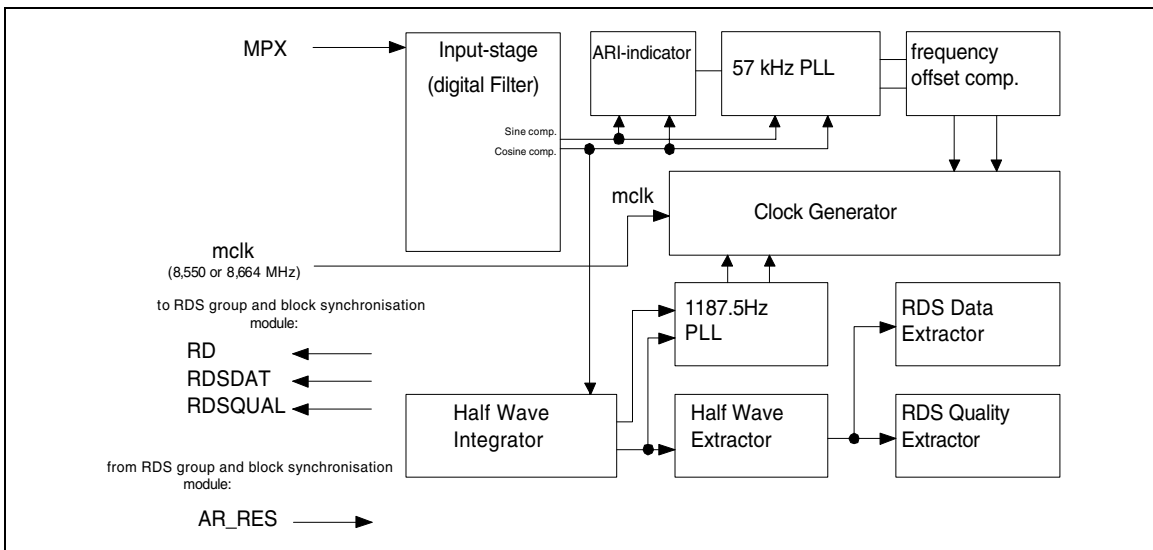 MPX
Input-stage
(digital Filter)
Sine comp.
Cosine comp.
ARI-indicator
57 kHz PLL
frequency
offset comp.
mclk
Clock Generator
mclk
(8,550 or 8,664 MHz)
to RDS group and block synchronisation
module:
RD
RDSDAT
RDSQUAL
1187.5Hz
PLL
RDS Data
Extractor
Half Wave
Integrator
Half Wave
Extractor
RDS Quality
Extractor
from RDS group and block synchronisation
module:
AR_RES